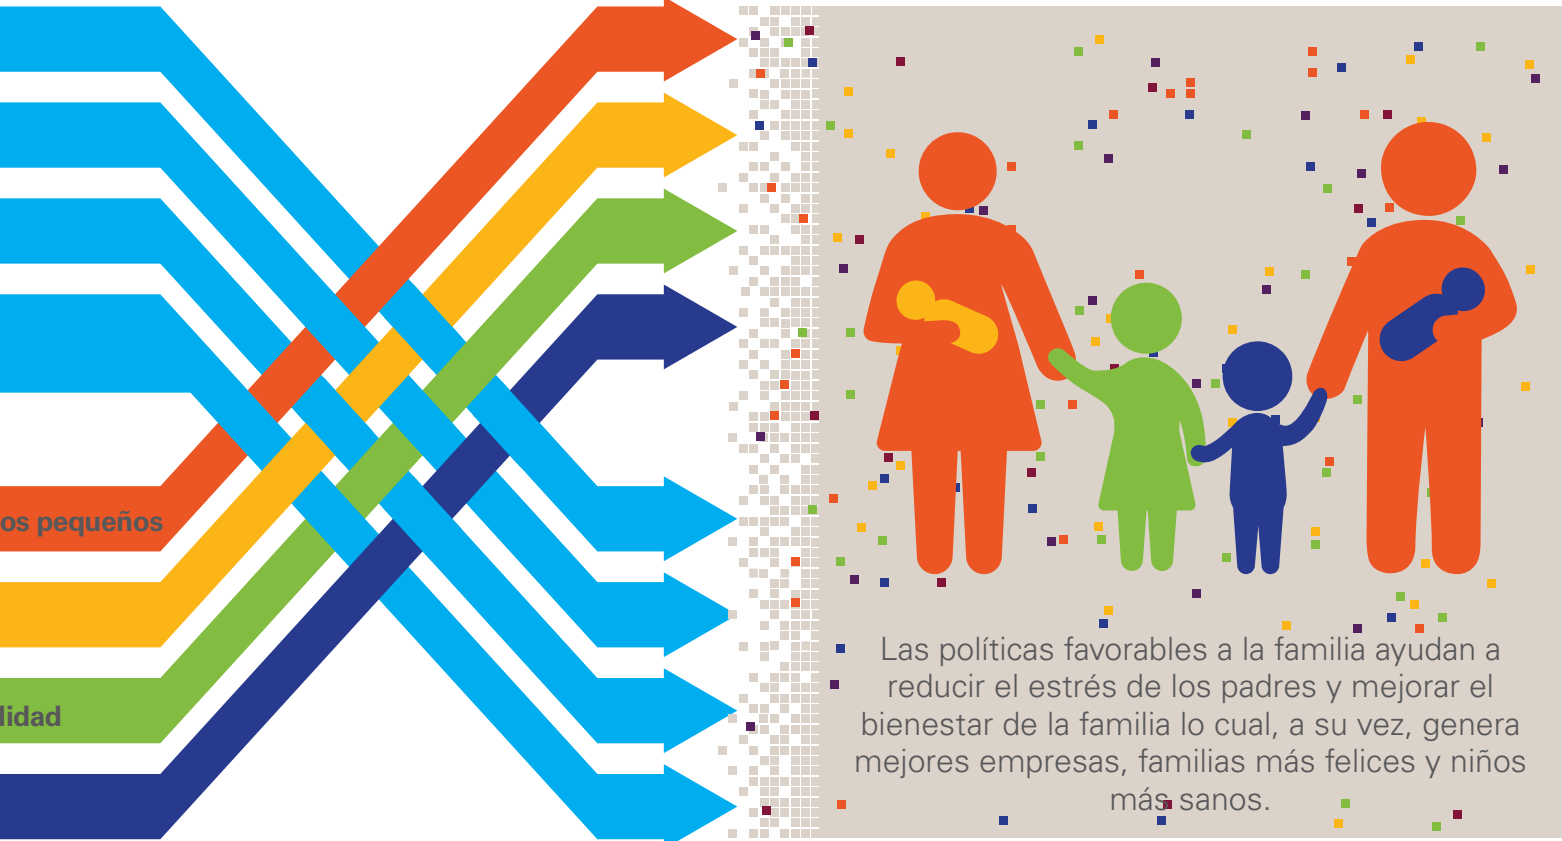 os pequeños
lidad
Las políticas favorables a la familia ayudan a
reducir el estrés de los padres y mejorar el
bienestar de la familia lo cual, a su vez, genera
mejores empresas, familias más felices y niños
más sanos.